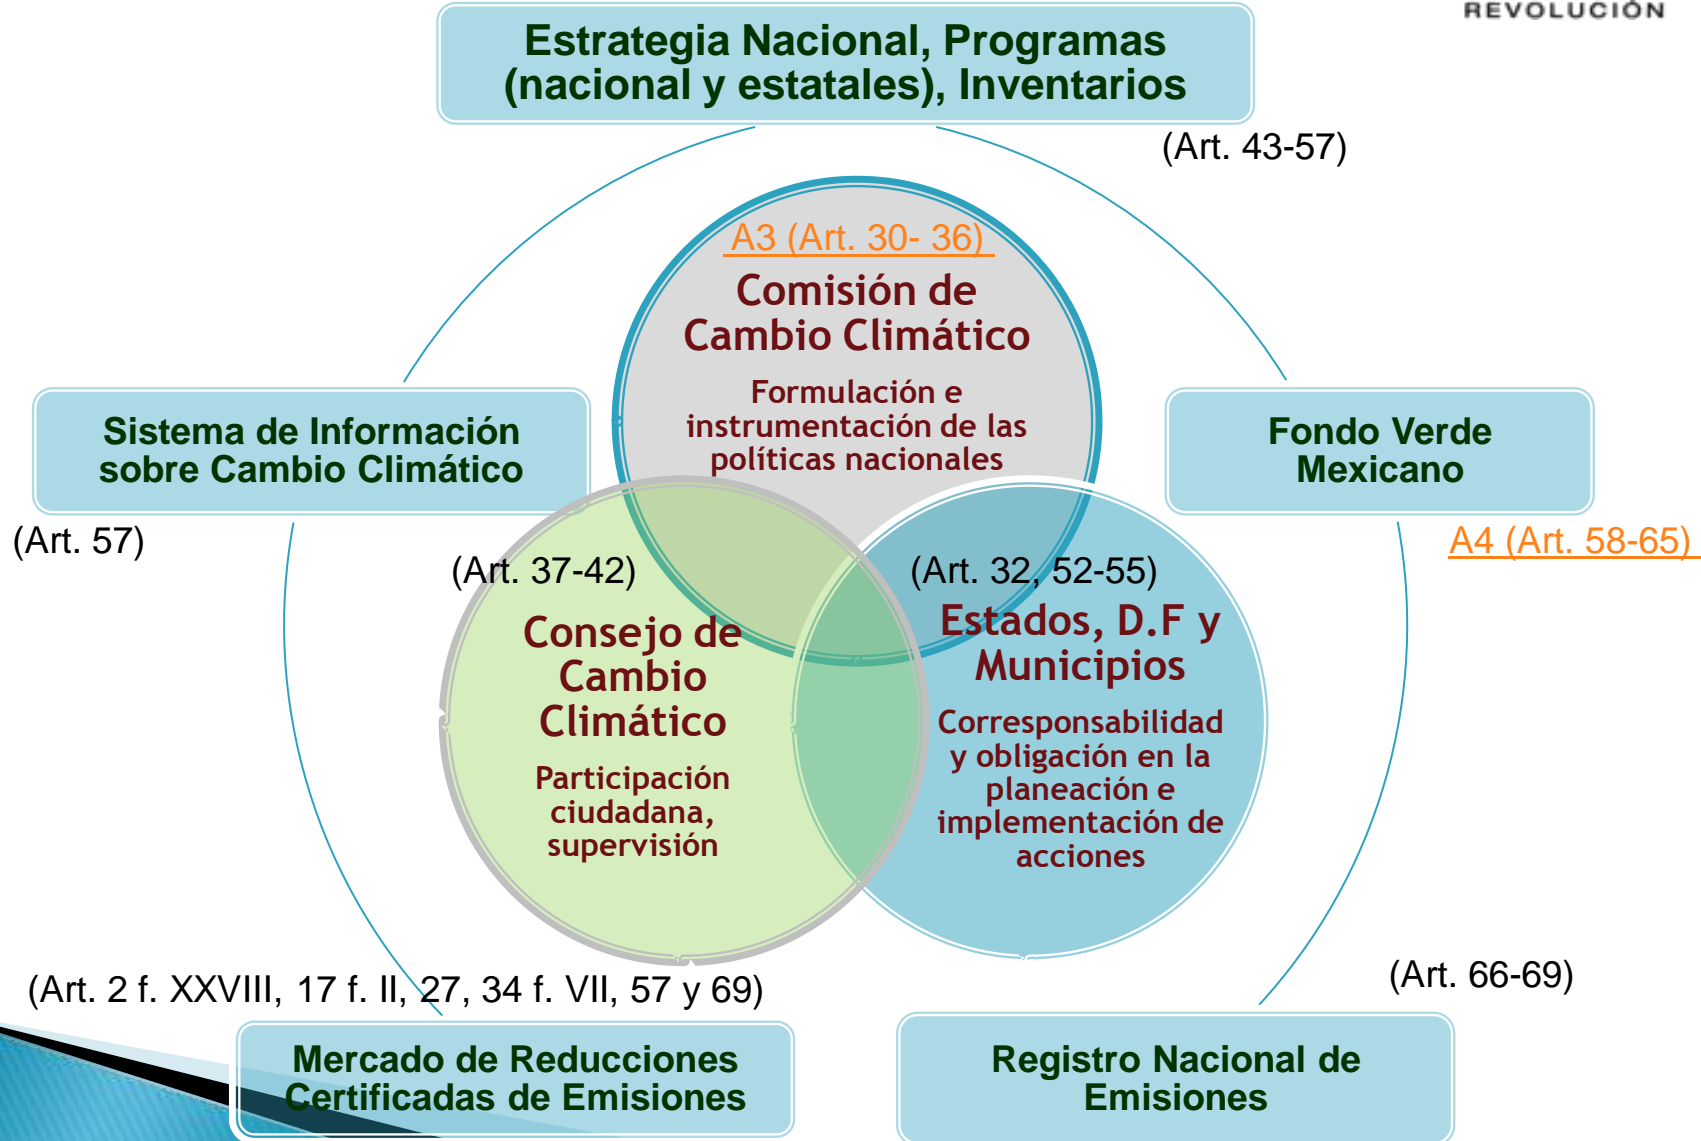 REVOLUCIÓN
Estrategia Nacional, Programas
(nacional y estatales), Inventarios
(Art. 43-57)
A3 (Art. 30- 36)
Comisión de
Cambio Climático
Formulación e
instrumentación de las
políticas nacionales
Sistema de Información
sobre Cambio Climático
(Art. 57)
Fondo Verde
Mexicano
A4 (Art. 58-65)
(Art. 37-42)
Consejo de
Cambio
Climático
Participación
ciudadana,
supervisión
(Art. 32, 52-55)
Estados, D.F y
Municipios
Corresponsabilidad
y obligación en la
planeación e
implementación de
acciones
(Art. 2 f. XXVIII, 17 f. II, 27, 34 f. VII, 57 y 69)
Mercado de Reducciones
Certificadas de Emisiones
(Art. 66-69)
Registro Nacional de
Emisiones